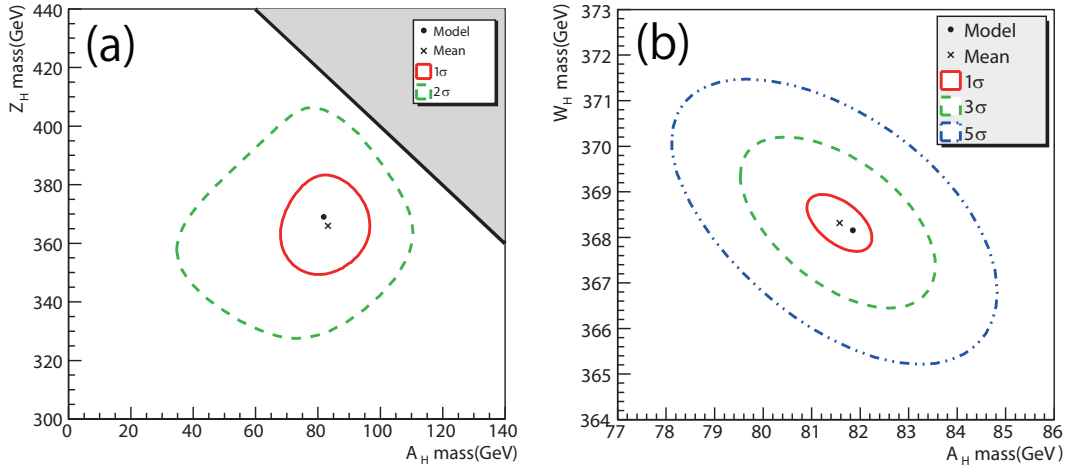 (a)
Z_H mass(GeV)
440
420
400
380
360
340
320
300
0 20 40 60 80 100 120 140
A_H mass(GeV)
Model
Mean
1σ
2σ
(b)
W_H mass(GeV)
373
372
371
370
369
368
367
366
365
364
77 78 79 80 81 82 83 84 85 86
A_H mass(GeV)
Model
Mean
1σ
3σ
5σ